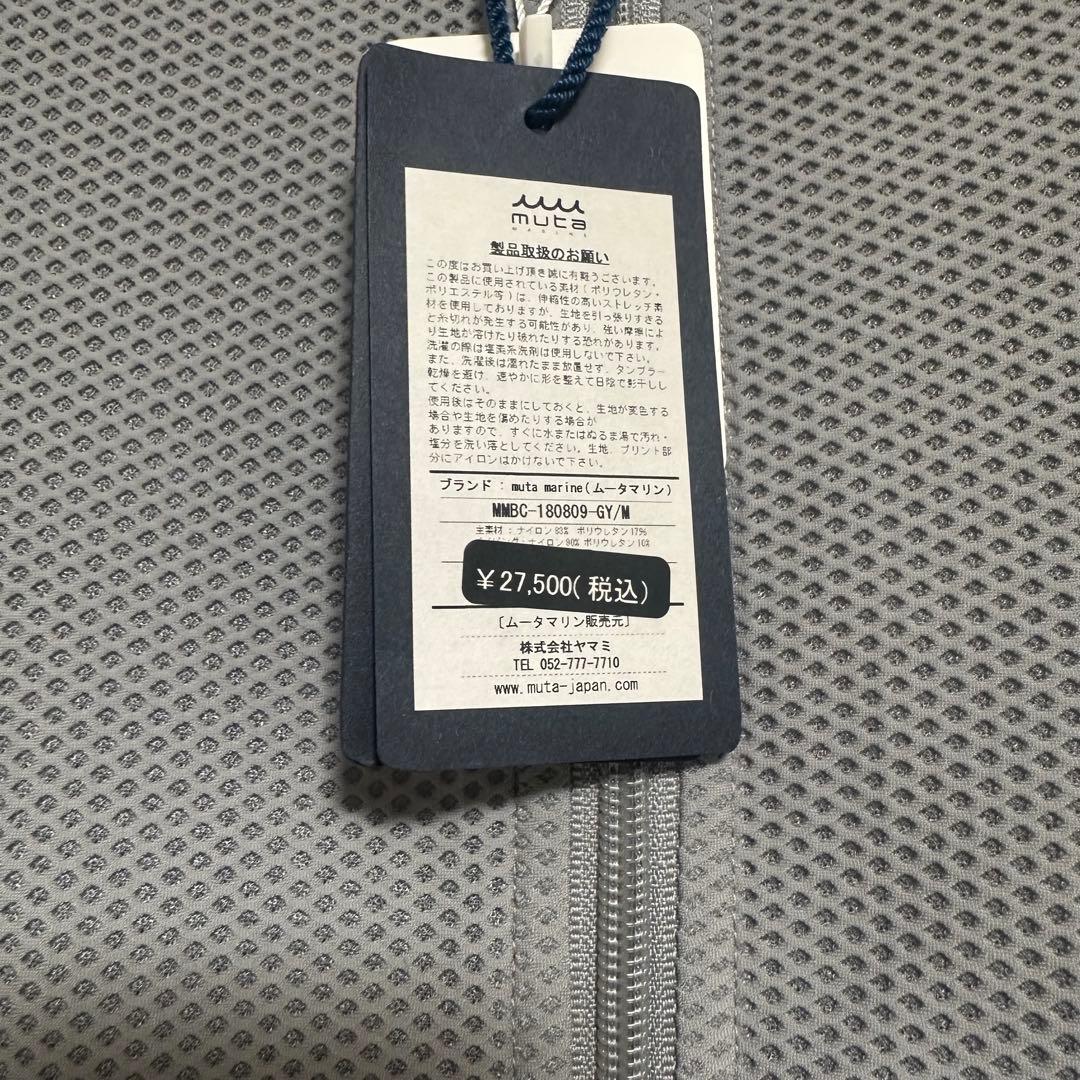 muta
MARINE
製品取扱のお願い
この度はお買い上げ頂き誠に有難うございます。
この製品に使用されている素材(ポリウレタン・
ポリエステル等)は、伸縮性の高いストレッチ素
材を使用しておりますが、生地を引っ張りすぎる
と糸切れが発生する可能性があり、強い摩擦によ
り生地が溶けたり破れたりする恐れがあります。
洗濯の際は塩素系洗剤は使用しないで下さい。
また、洗濯後は濡れたまま放置せず、タンブラー
乾燥を避け、速やかに形を整えて日陰で影干しし
てください。
使用後はそのままにしておくと、生地が変色する
場合や生地を傷めたりする場合が
ありますので、すぐに水またはぬるま湯で汚れ・
塩分を洗い落としてください。生地、プリント部
分にアイロンはかけないで下さい。
ブランド : muta marine(ムータマリン)
MMBC-180809-GY/M
主素材 : ナイロン83% ポリウレタン17%
ナイロン90% ポリウレタン10%
¥27,500(税込)
[ムータマリン販売元]
株式会社ヤマミ
TEL 052-777-7710
www.muta-japan.com